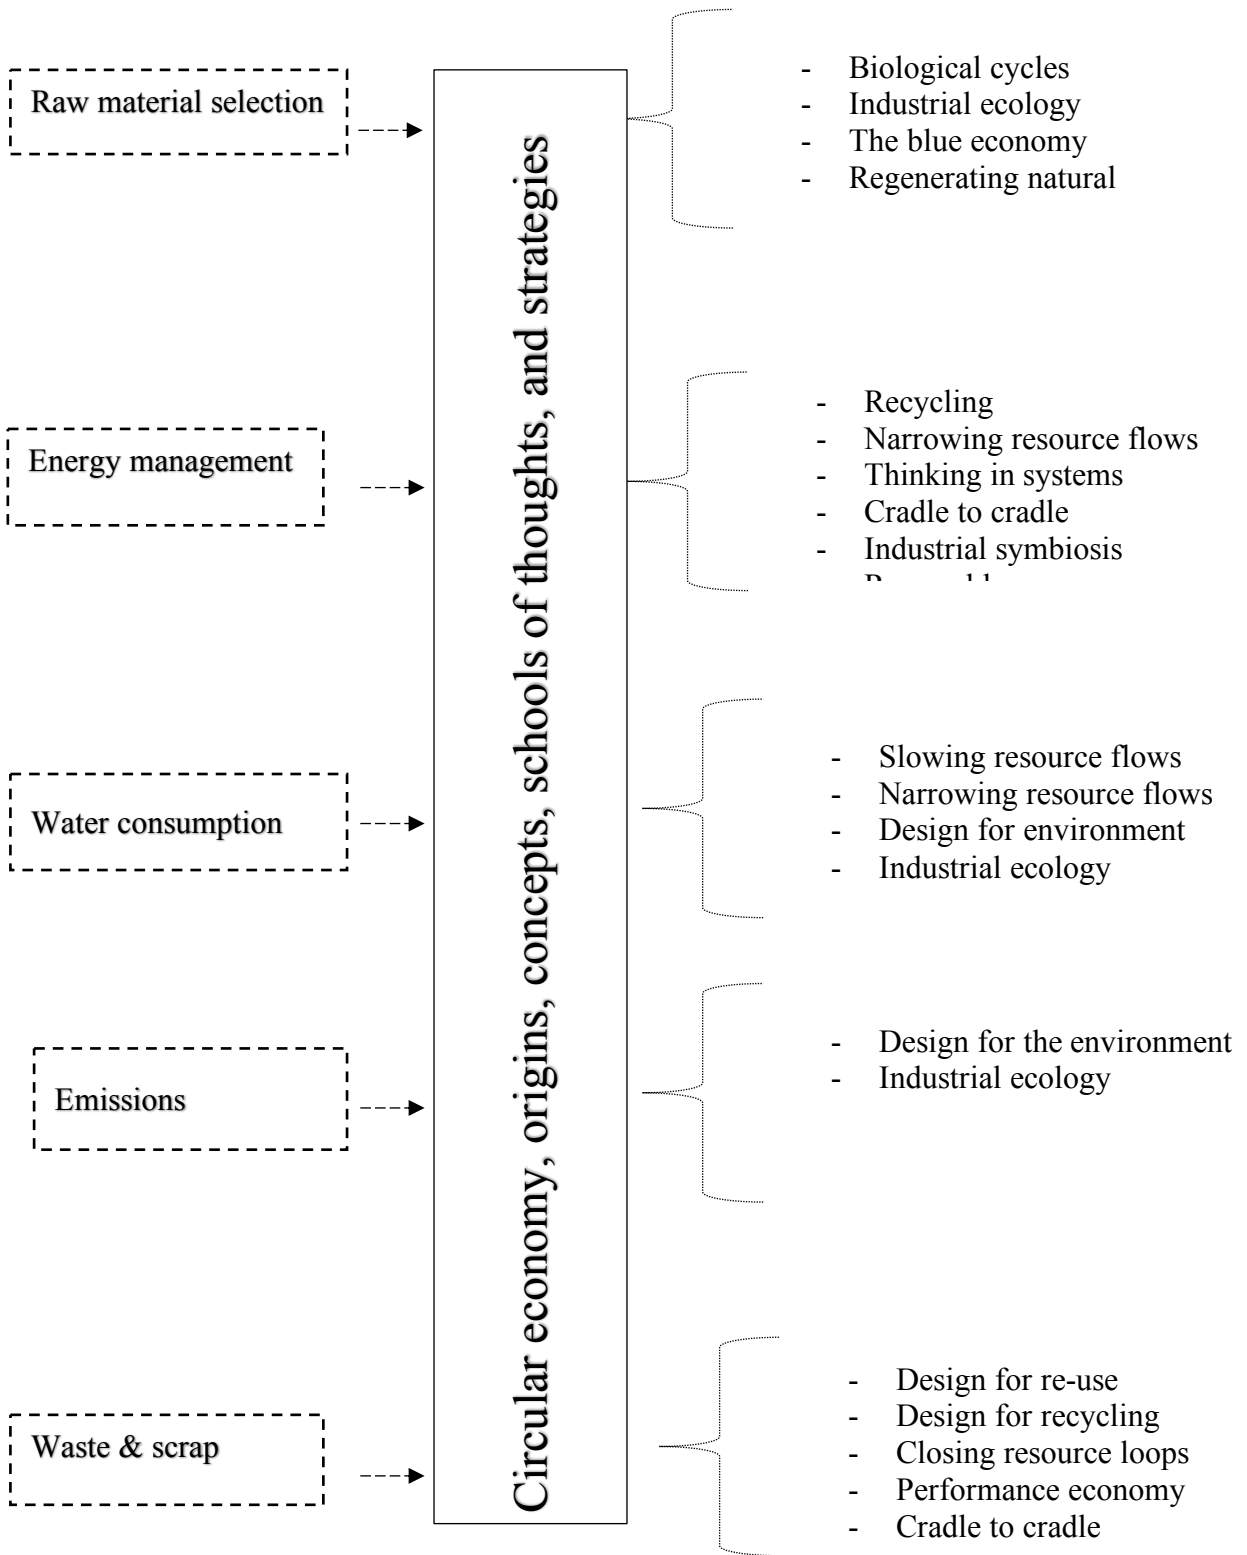 Raw material selection
- Biological cycles
- Industrial ecology
- The blue economy
- Regenerating natural
Circular economy, origins, concepts, schools of thoughts, and strategies
Energy management
- Recycling
- Narrowing resource flows
- Thinking in systems
- Cradle to cradle
- Industrial symbiosis
Water consumption
- Slowing resource flows
- Narrowing resource flows
- Design for environment
- Industrial ecology
Emissions
- Design for the environment
- Industrial ecology
Waste & scrap
- Design for re-use
- Design for recycling
- Closing resource loops
- Performance economy
- Cradle to cradle